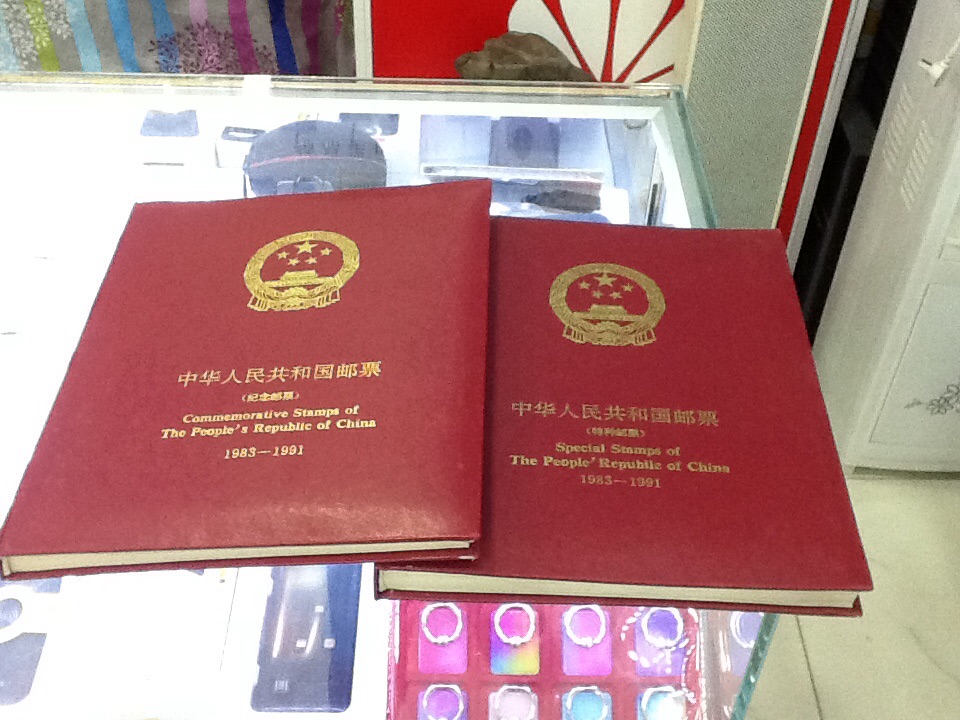 中华人民共和国邮票
(纪念邮票)
Commemorative Stamps of
The People's Republic of China
1983—1991
中华人民共和国邮票
(特种邮票)
Special Stamps of
The People' Republic of China
1983—1991